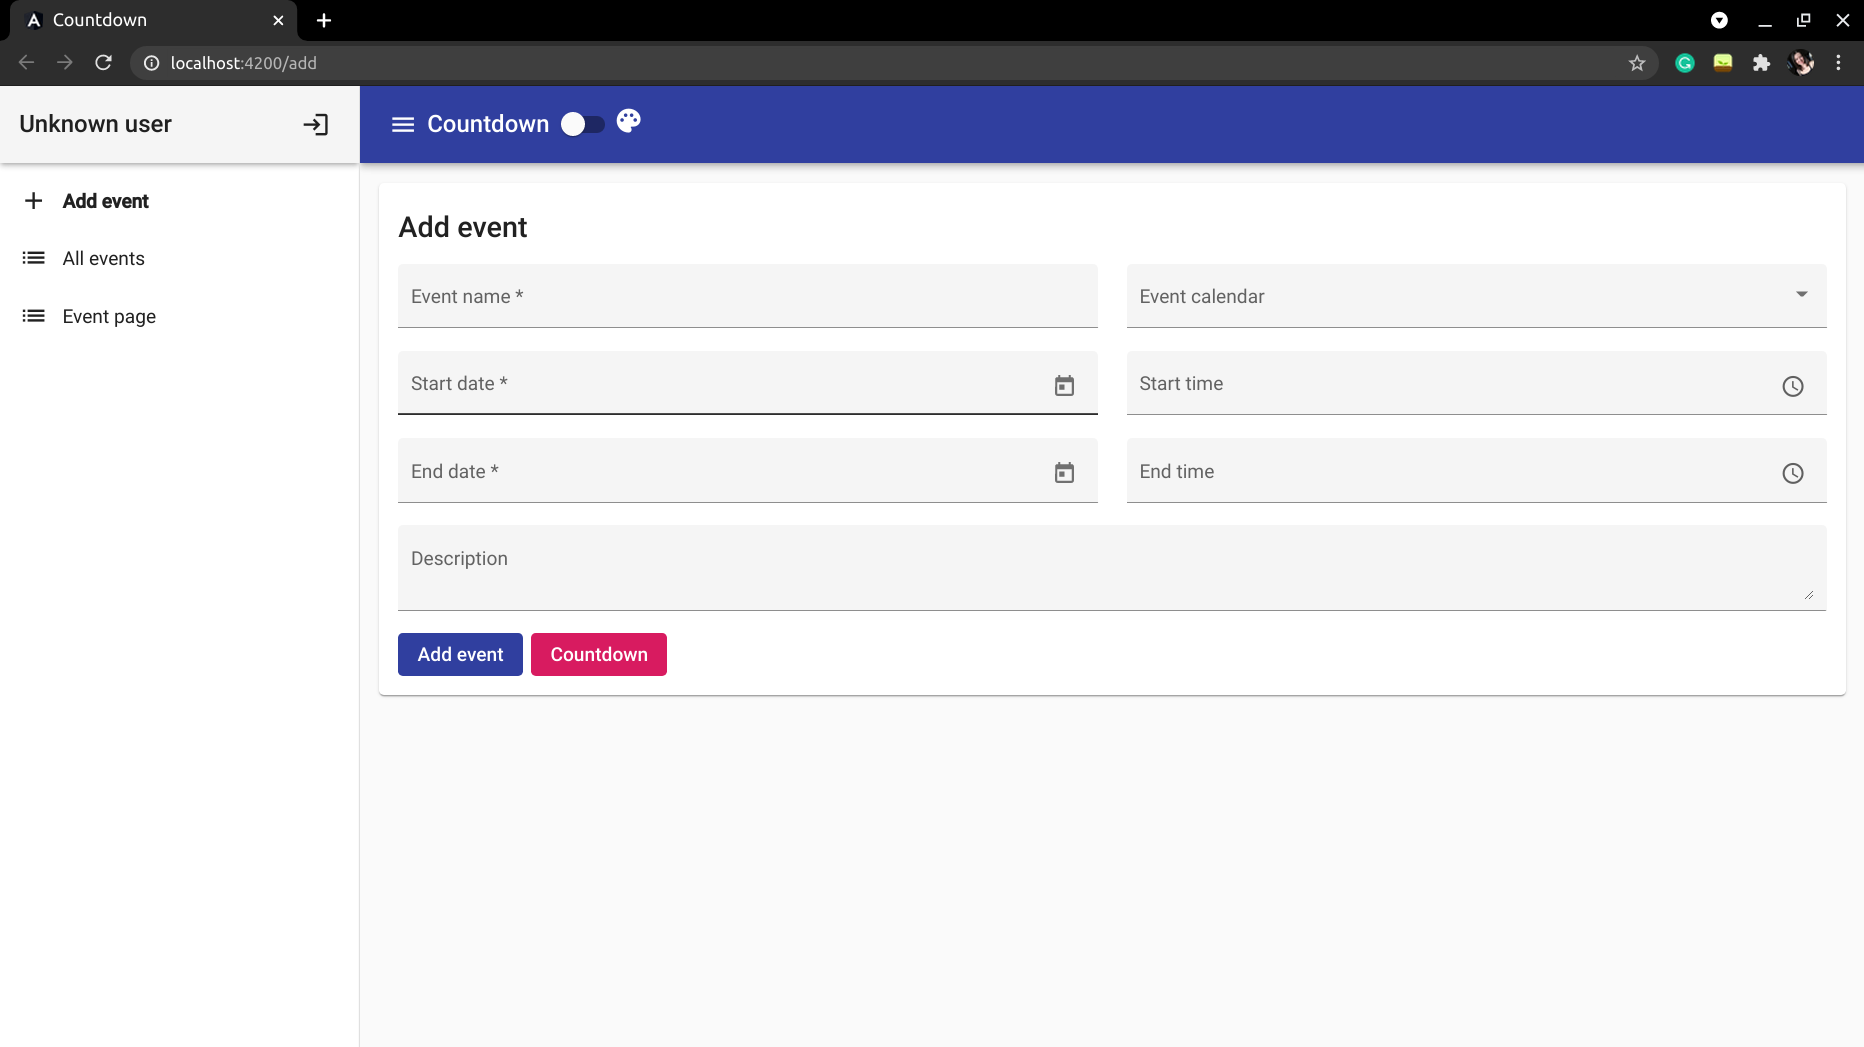 Countdown
localhost:4200/add
Unknown user
Countdown
Add event
All events
Event page
Add event
Event name *
Event calendar
Start date *
Start time
End date *
End time
Description
Add event
Countdown